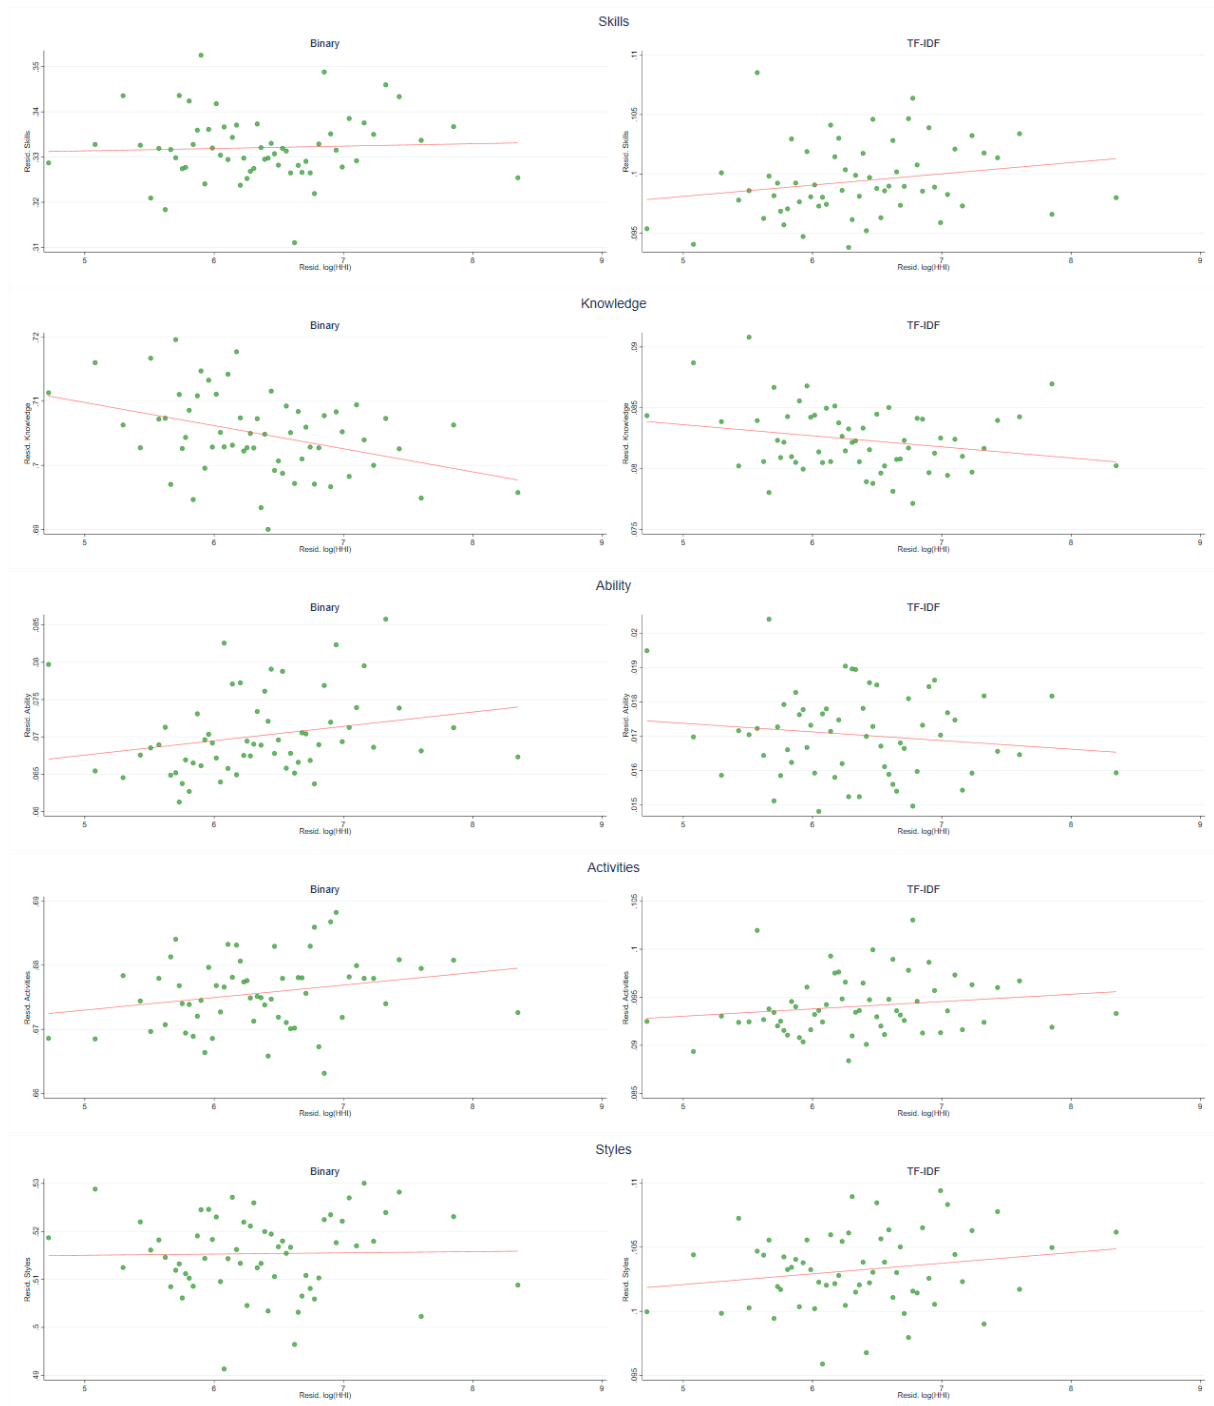 Skills
Binary
TF-IDF
Resid. Skills
.35
.34
.33
.32
.31
5
6
7
8
9
Resid. log(HHI)
Resid. Skills
.11
.105
.1
.095
5
6
7
8
9
Resid. log(HHI)
Knowledge
Binary
TF-IDF
Resid. Knowledge
.72
.71
.7
.69
5
6
7
8
9
Resid. log(HHI)
Resid. Knowledge
.09
.085
.08
.075
5
6
7
8
9
Resid. log(HHI)
Ability
Binary
TF-IDF
Resid. Ability
.085
.08
.075
.07
.065
.06
5
6
7
8
9
Resid. log(HHI)
Resid. Ability
.02
.019
.018
.017
.016
.015
5
6
7
8
9
Resid. log(HHI)
Activities
Binary
TF-IDF
Resid. Activities
.69
.68
.67
.66
5
6
7
8
9
Resid. log(HHI)
Resid. Activities
.105
.1
.095
.09
.085
5
6
7
8
9
Resid. log(HHI)
Styles
Binary
TF-IDF
Resid. Styles
.53
.52
.51
.5
.49
5
6
7
8
9
Resid. log(HHI)
Resid. Styles
.11
.105
.1
.095
5
6
7
8
9
Resid. log(HHI)